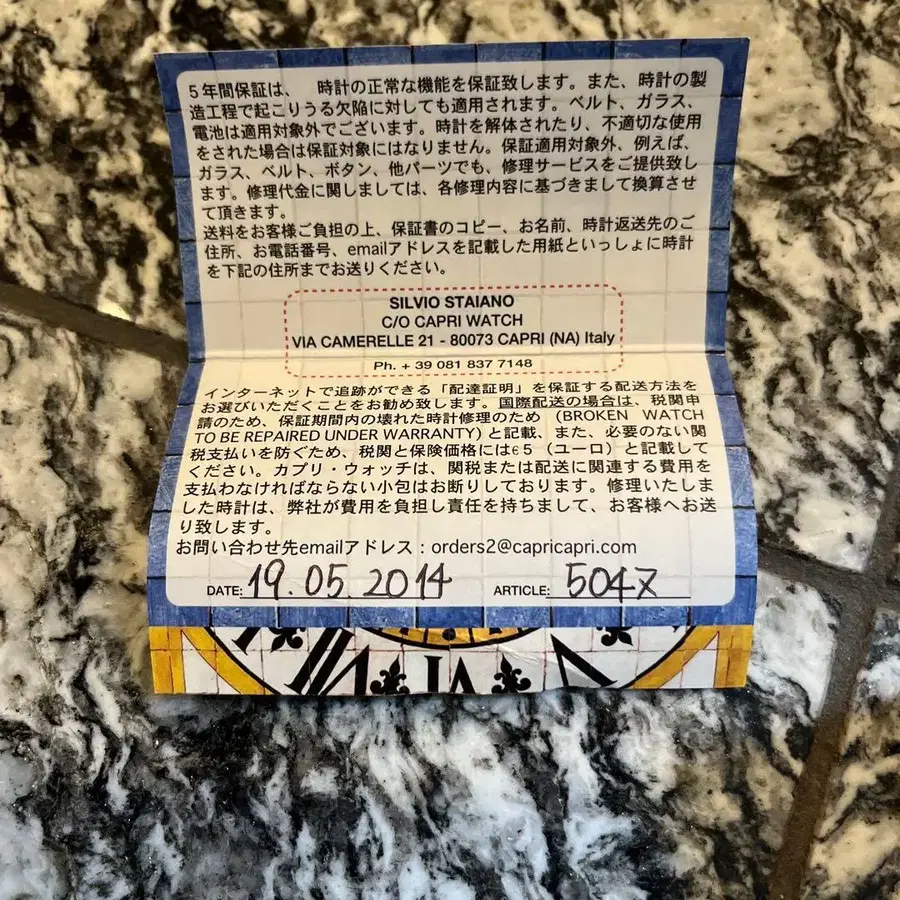 5年間保証は、　時計の正常な機能を保証致します。また、時計の製
造工程で起こりうる欠陥に対しても適用されます。ベルト、ガラス、
電池は適用対象外でございます。時計を解体されたり、不適切な使用
をされた場合は保証対象にはなりません。保証適用対象外、例えば、
ガラス、ベルト、ボタン、他パーツでも、修理サービスをご提供致し
ます。修理代金に関しましては、各修理内容に基づきまして換算させ
て頂きます。
送料をお客様ご負担の上、保証書のコピー、お名前、時計返送先のご
住所、お電話番号、emailアドレスを記載した用紙といっしょに時計
を下記の住所までお送りください。
SILVIO STAIANO
C/O CAPRI WATCH
VIA CAMERELLE 21 - 80073 CAPRI (NA) Italy
Ph. + 39 081 837 7148
インターネットで追跡ができる「配達証明」を保証する配送方法を
お選びいただくことをお勧め致します。国際配送の場合は、税関申
請のため、保証期間内の壊れた時計修理のため (BROKEN WATCH
TO BE REPAIRED UNDER WARRANTY) と記載、また、必要のない関
税支払いを防ぐため、税関と保険価格には€5（ユーロ）と記載して
ください。カプリ・ウォッチは、関税または配送に関連する費用を
支払わなければならない小包はお断りしております。修理いたしま
した時計は、弊社が費用を負担し責任を持ちまして、お客様へお送
り致します。
お問い合わせ先emailアドレス：orders2@capricapri.com
DATE: 19.05.2014 ARTICLE: 5047